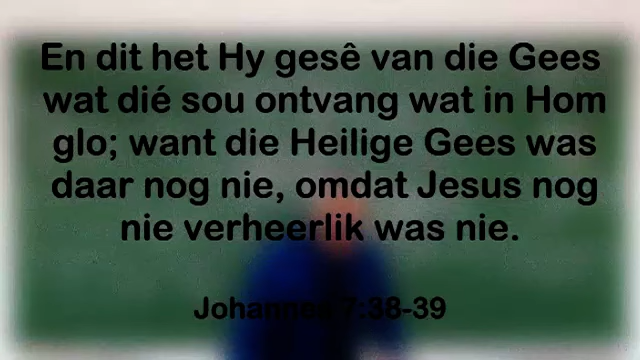 En dit het Hy gesê van die Gees
wat dié sou ontvang wat in Hom
glo; want die Heilige Gees was
daar nog nie, omdat Jesus nog
nie verheerlik was nie.
Johannes 7:38-39